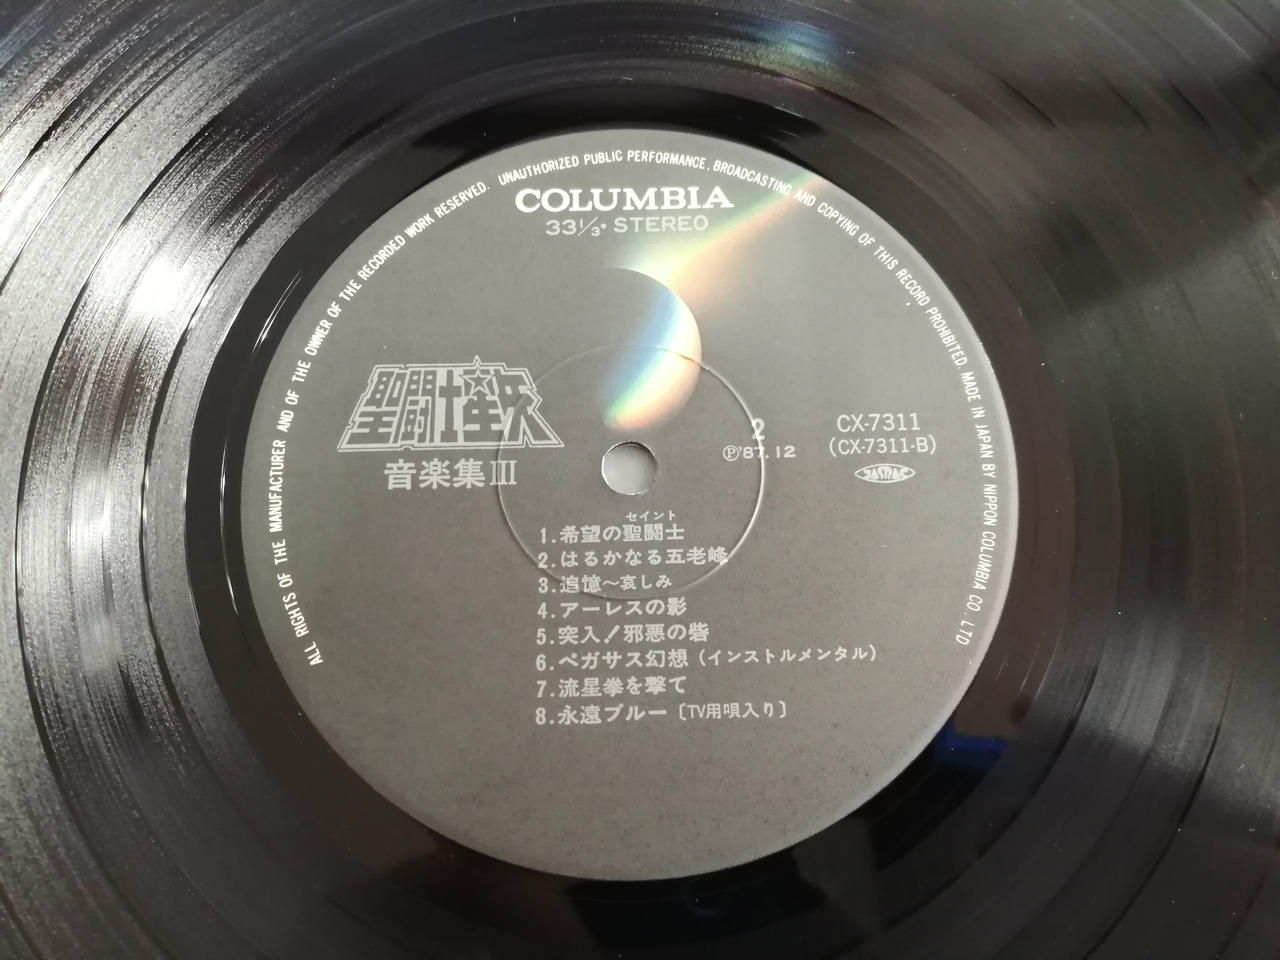 ALL RIGHTS OF THE MANUFACTURER AND OF THE OWNER OF THE RECORDED WORK RESERVED. UNAUTHORIZED PUBLIC PERFORMANCE, BROADCASTING AND COPYING OF THIS RECORD PROHIBITED. MADE IN JAPAN BY NIPPON COLUMBIA CO. LTD
COLUMBIA
33⅓• STEREO
聖闘士星矢
音楽集III
2
Ⓟ'87.12
CX-7311
(CX-7311-B)
JASRAC
セイント
1.希望の聖闘士
2.はるかなる五老峰
3.追憶〜哀しみ
4.アーレスの影
5.突入!邪悪の砦
6.ペガサス幻想(インストルメンタル)
7.流星拳を撃て
8.永遠ブルー〔TV用唄入り〕